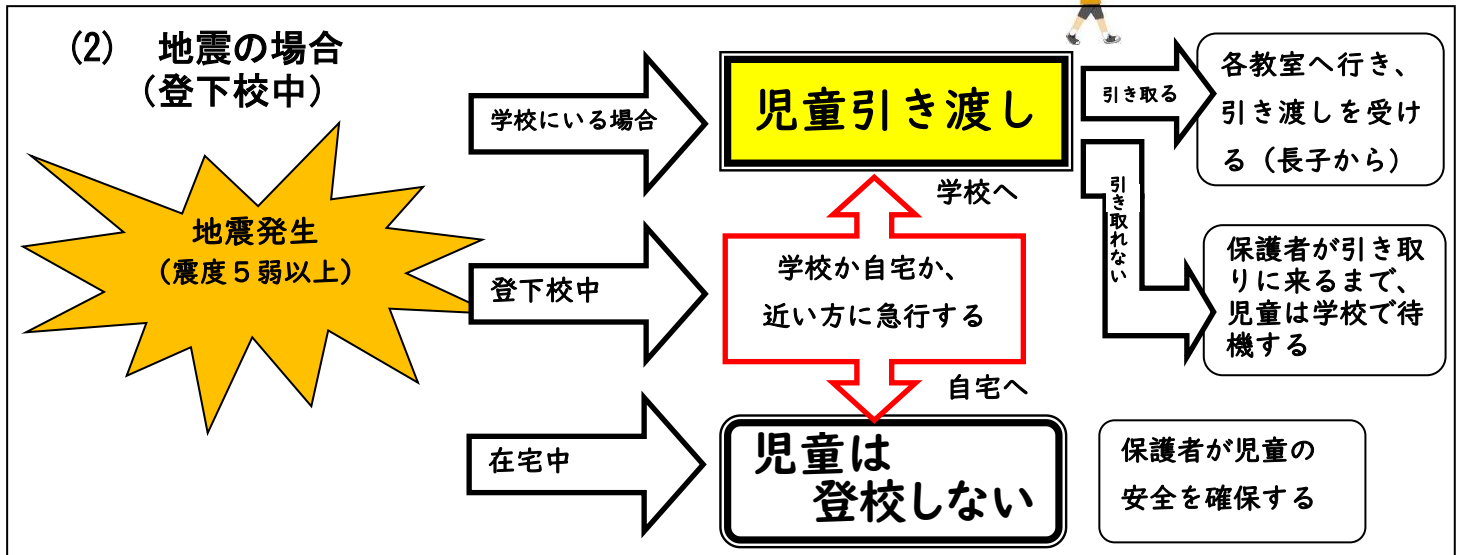 (2) 地震の場合
（登下校中）
地震発生
（震度５弱以上）
学校にいる場合
児童引き渡し
引き取る
各教室へ行き、
引き渡しを受け
る（長子から）
引き取れない
保護者が引き取
りに来るまで、
児童は学校で待
機する
登下校中
学校へ
学校か自宅か、
近い方に急行する
自宅へ
在宅中
児童は
登校しない
保護者が児童の
安全を確保する